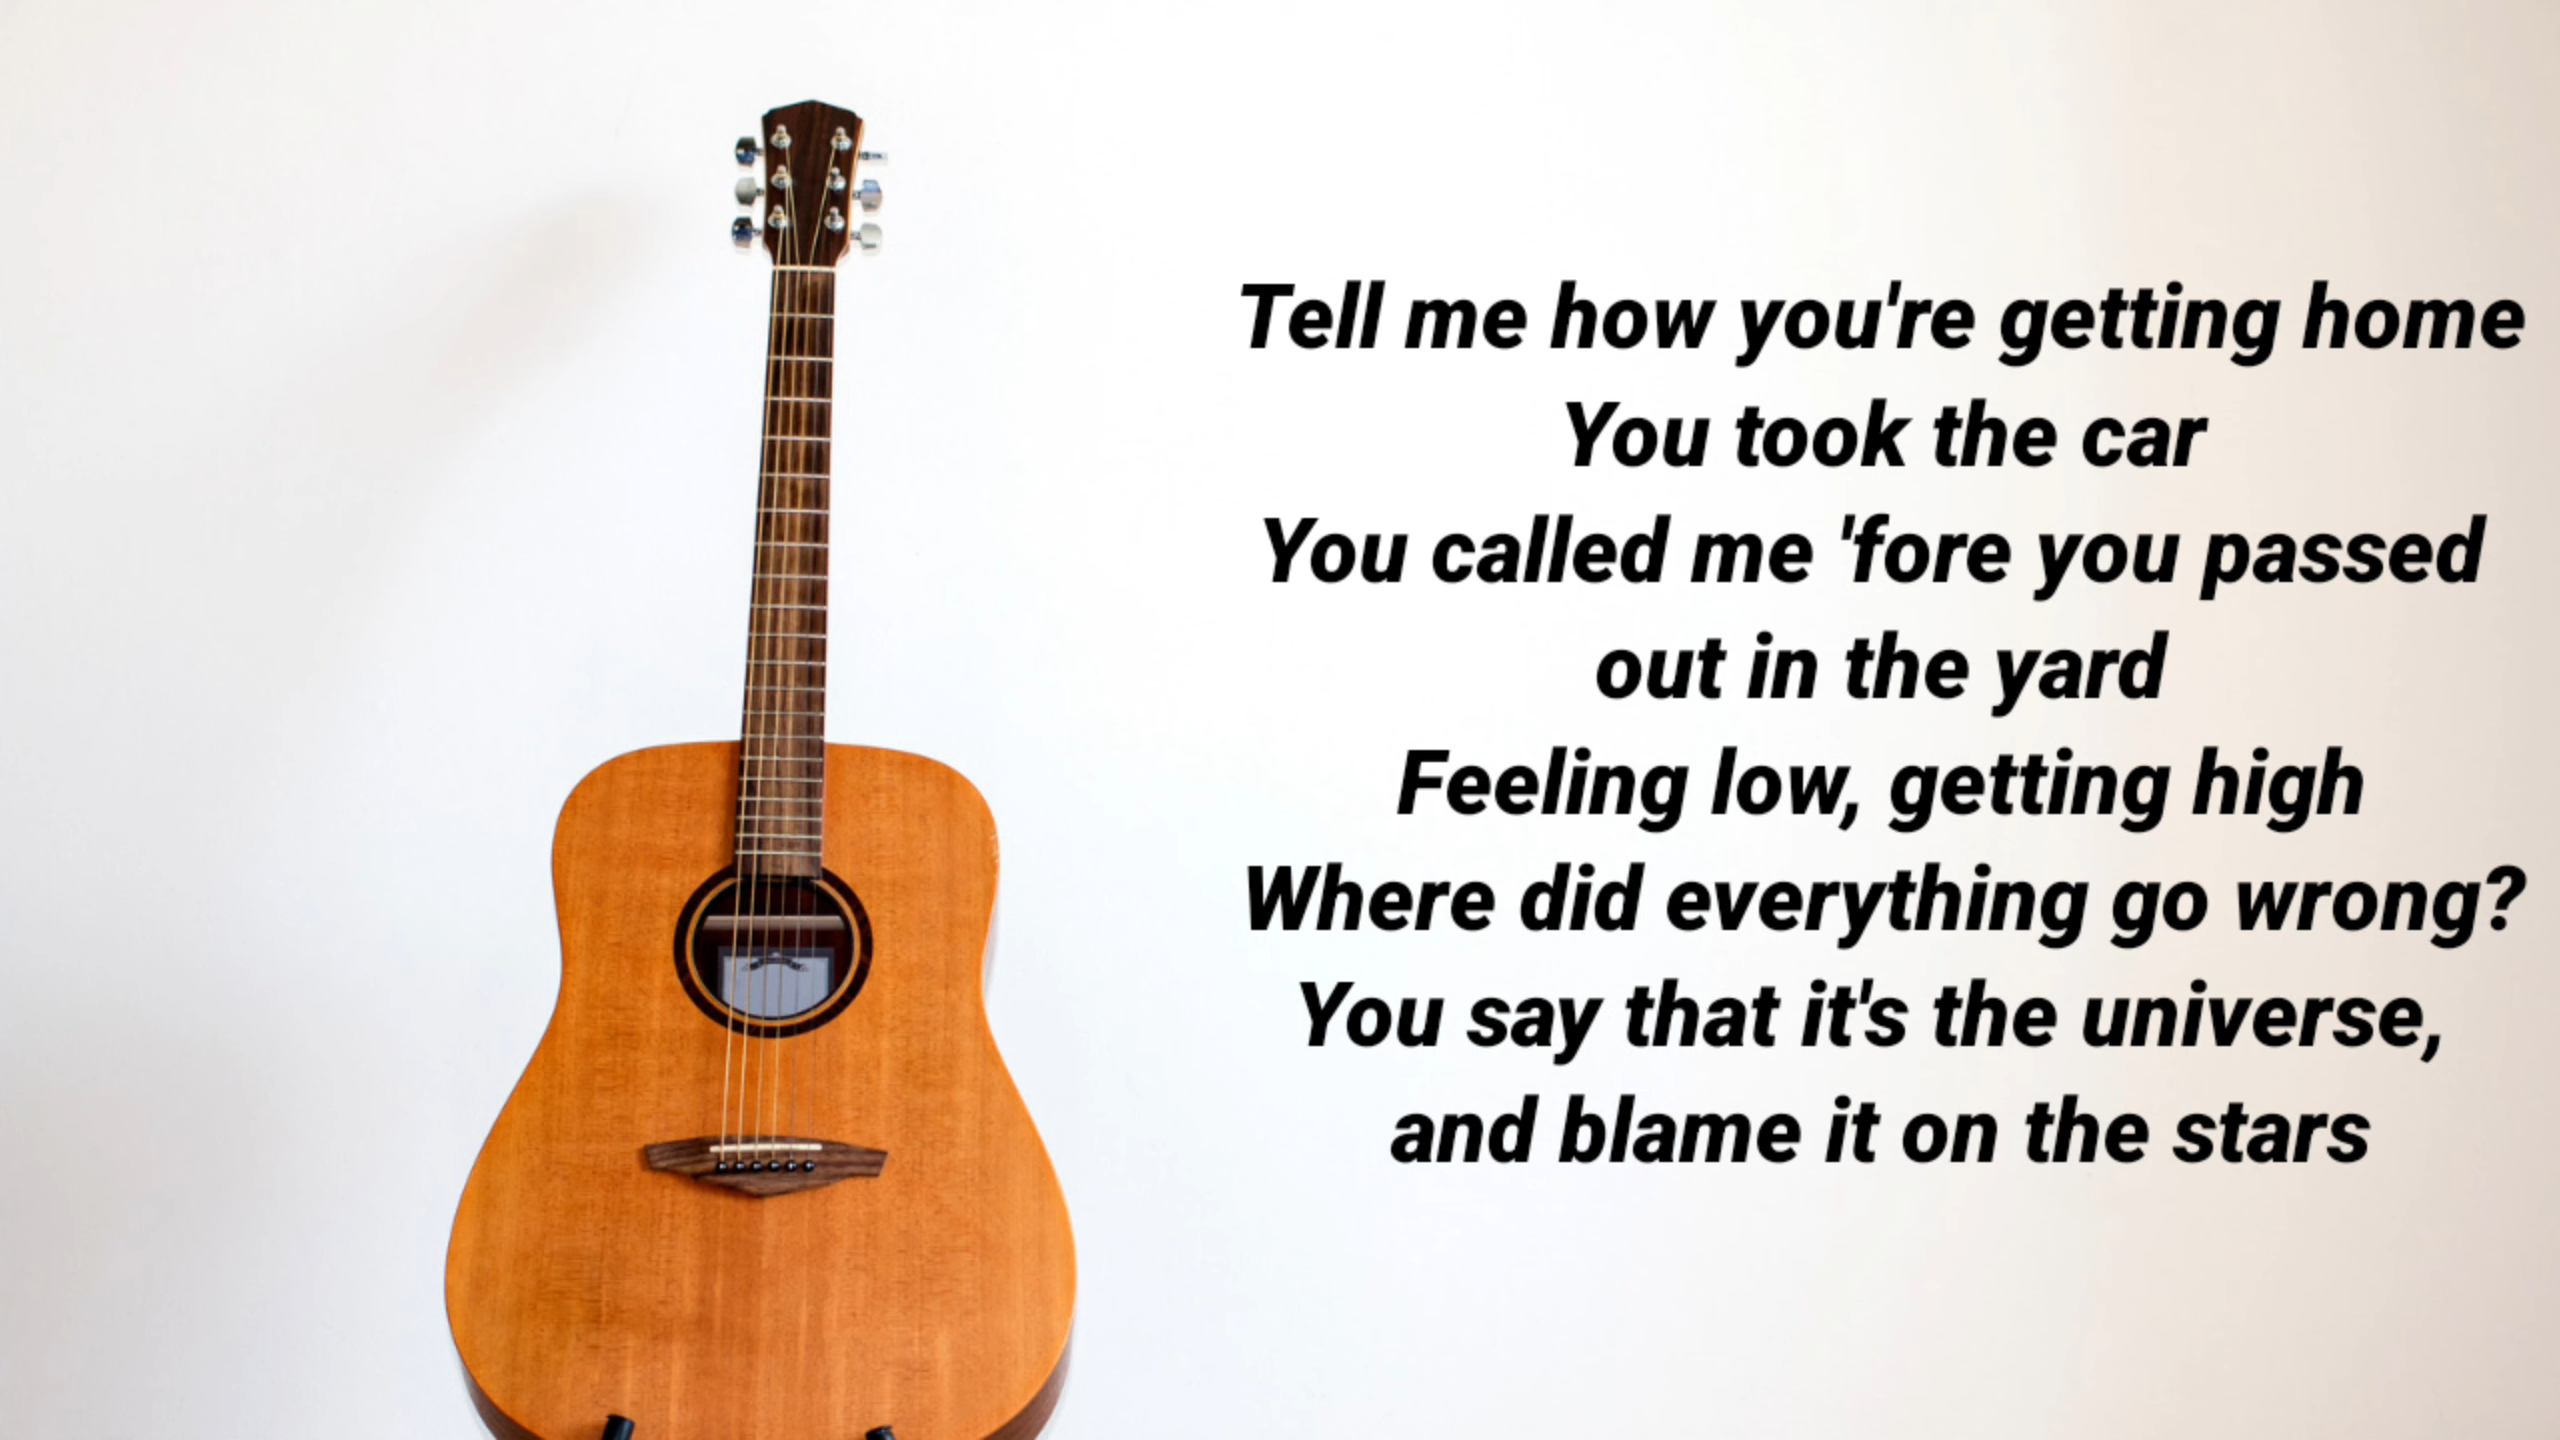 Tell me how you're getting home
You took the car
You called me 'fore you passed
out in the yard
Feeling low, getting high
Where did everything go wrong?
You say that it's the universe,
and blame it on the stars